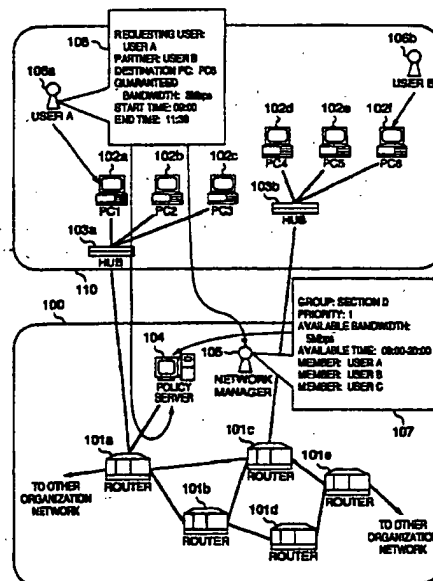 108
REQUESTING USER:
USER A
PARTNER: USER B
DESTINATION PC: PC6
GUARANTEED
BANDWIDTH: 3Mbps
START TIME: 09:00
END TIME: 11:38
106a
USER A
106b
USER B
102a
102b
102c
102d
102e
102f
PC1
PC2
PC3
PC4
PC5
PC6
103a
HUB
103b
HUB
110
100
104
POLICY
SERVER
105
NETWORK
MANAGER
GROUP: SECTION D
PRIORITY: 1
AVAILABLE BANDWIDTH:
5Mbps
AVAILABLE TIME: 08:00-20:00
MEMBER: USER A
MEMBER: USER B
MEMBER: USER C
107
101a
ROUTER
101b
ROUTER
101c
ROUTER
101d
ROUTER
101e
ROUTER
TO OTHER
ORGANIZATION
NETWORK
TO OTHER
ORGANIZATION
NETWORK